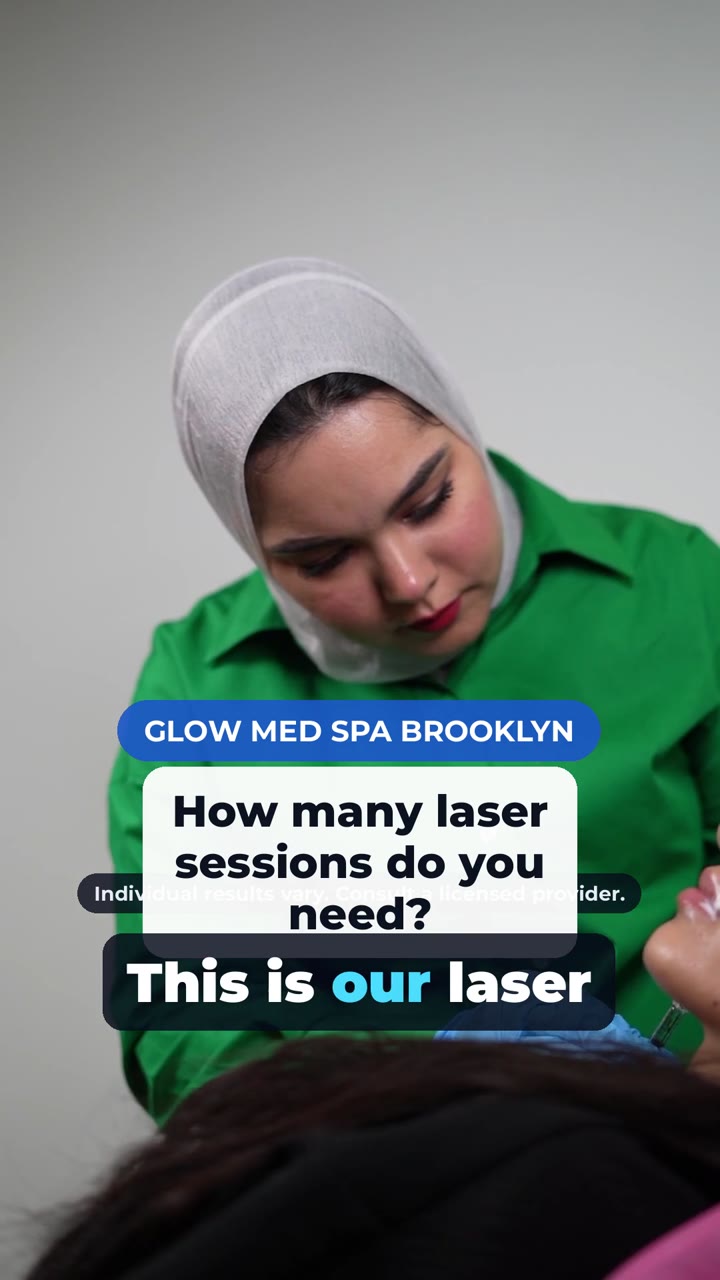 GLOW MED SPA BROOKLYN
How many laser
sessions do you
Individual results vary. Consult a licensed provider.
need?
This is our laser